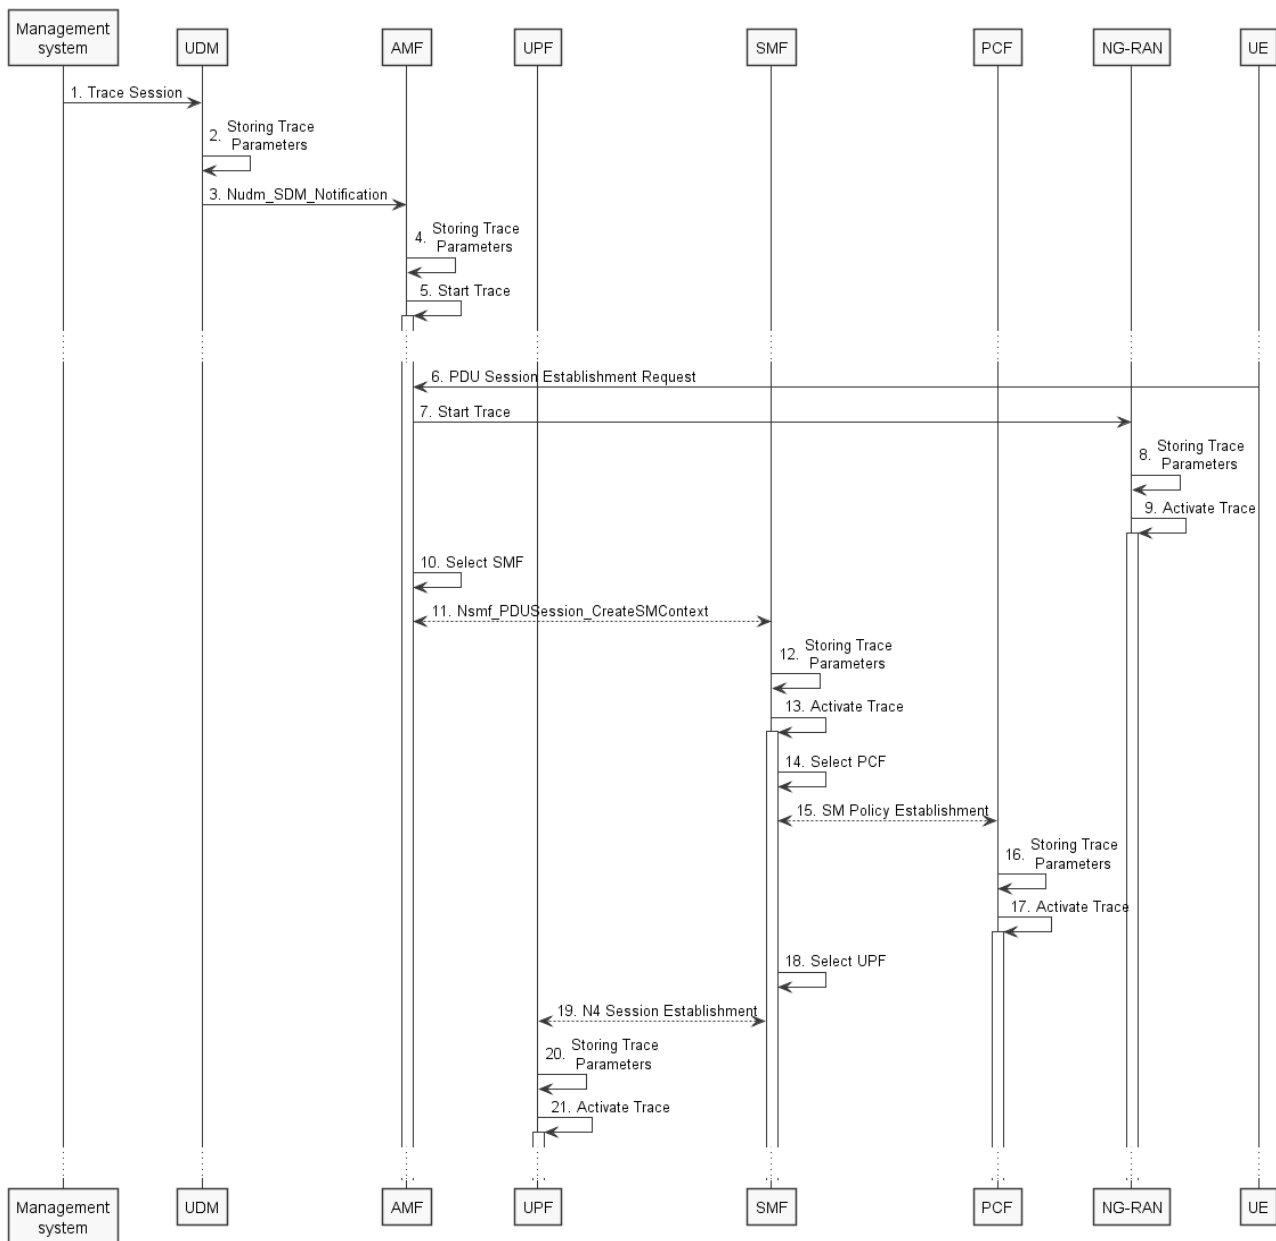 Management
system
UDM
AMF
UPF
SMF
PCF
NG-RAN
UE
1. Trace Session
2. Storing Trace
Parameters
3. Nudm_SDM_Notification
4. Storing Trace
Parameters
5. Start Trace
6. PDU Session Establishment Request
7. Start Trace
8. Storing Trace
Parameters
9. Activate Trace
10. Select SMF
11. Nsmf_PDUSession_CreateSMContext
12. Storing Trace
Parameters
13. Activate Trace
14. Select PCF
15. SM Policy Establishment
16. Storing Trace
Parameters
17. Activate Trace
18. Select UPF
19. N4 Session Establishment
20. Storing Trace
Parameters
21. Activate Trace
Management
system
UDM
AMF
UPF
SMF
PCF
NG-RAN
UE